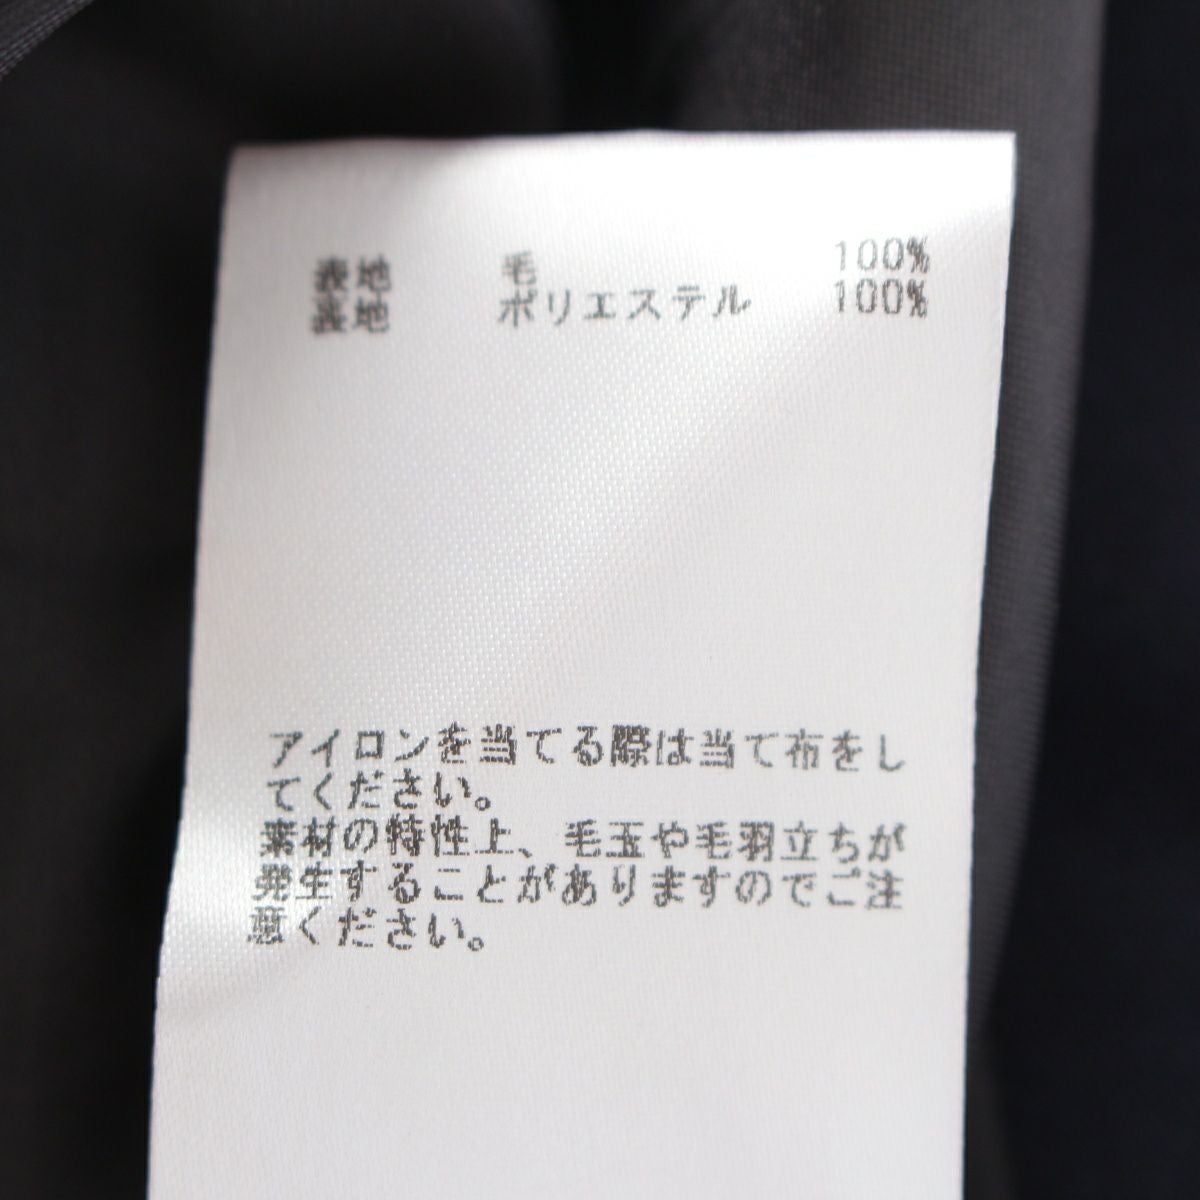 表地 毛 100%
裏地 ポリエステル 100%
アイロンを当てる際は当て布をし
てください。
素材の特性上、毛玉や毛羽立ちが
発生することがありますのでご注
意ください。